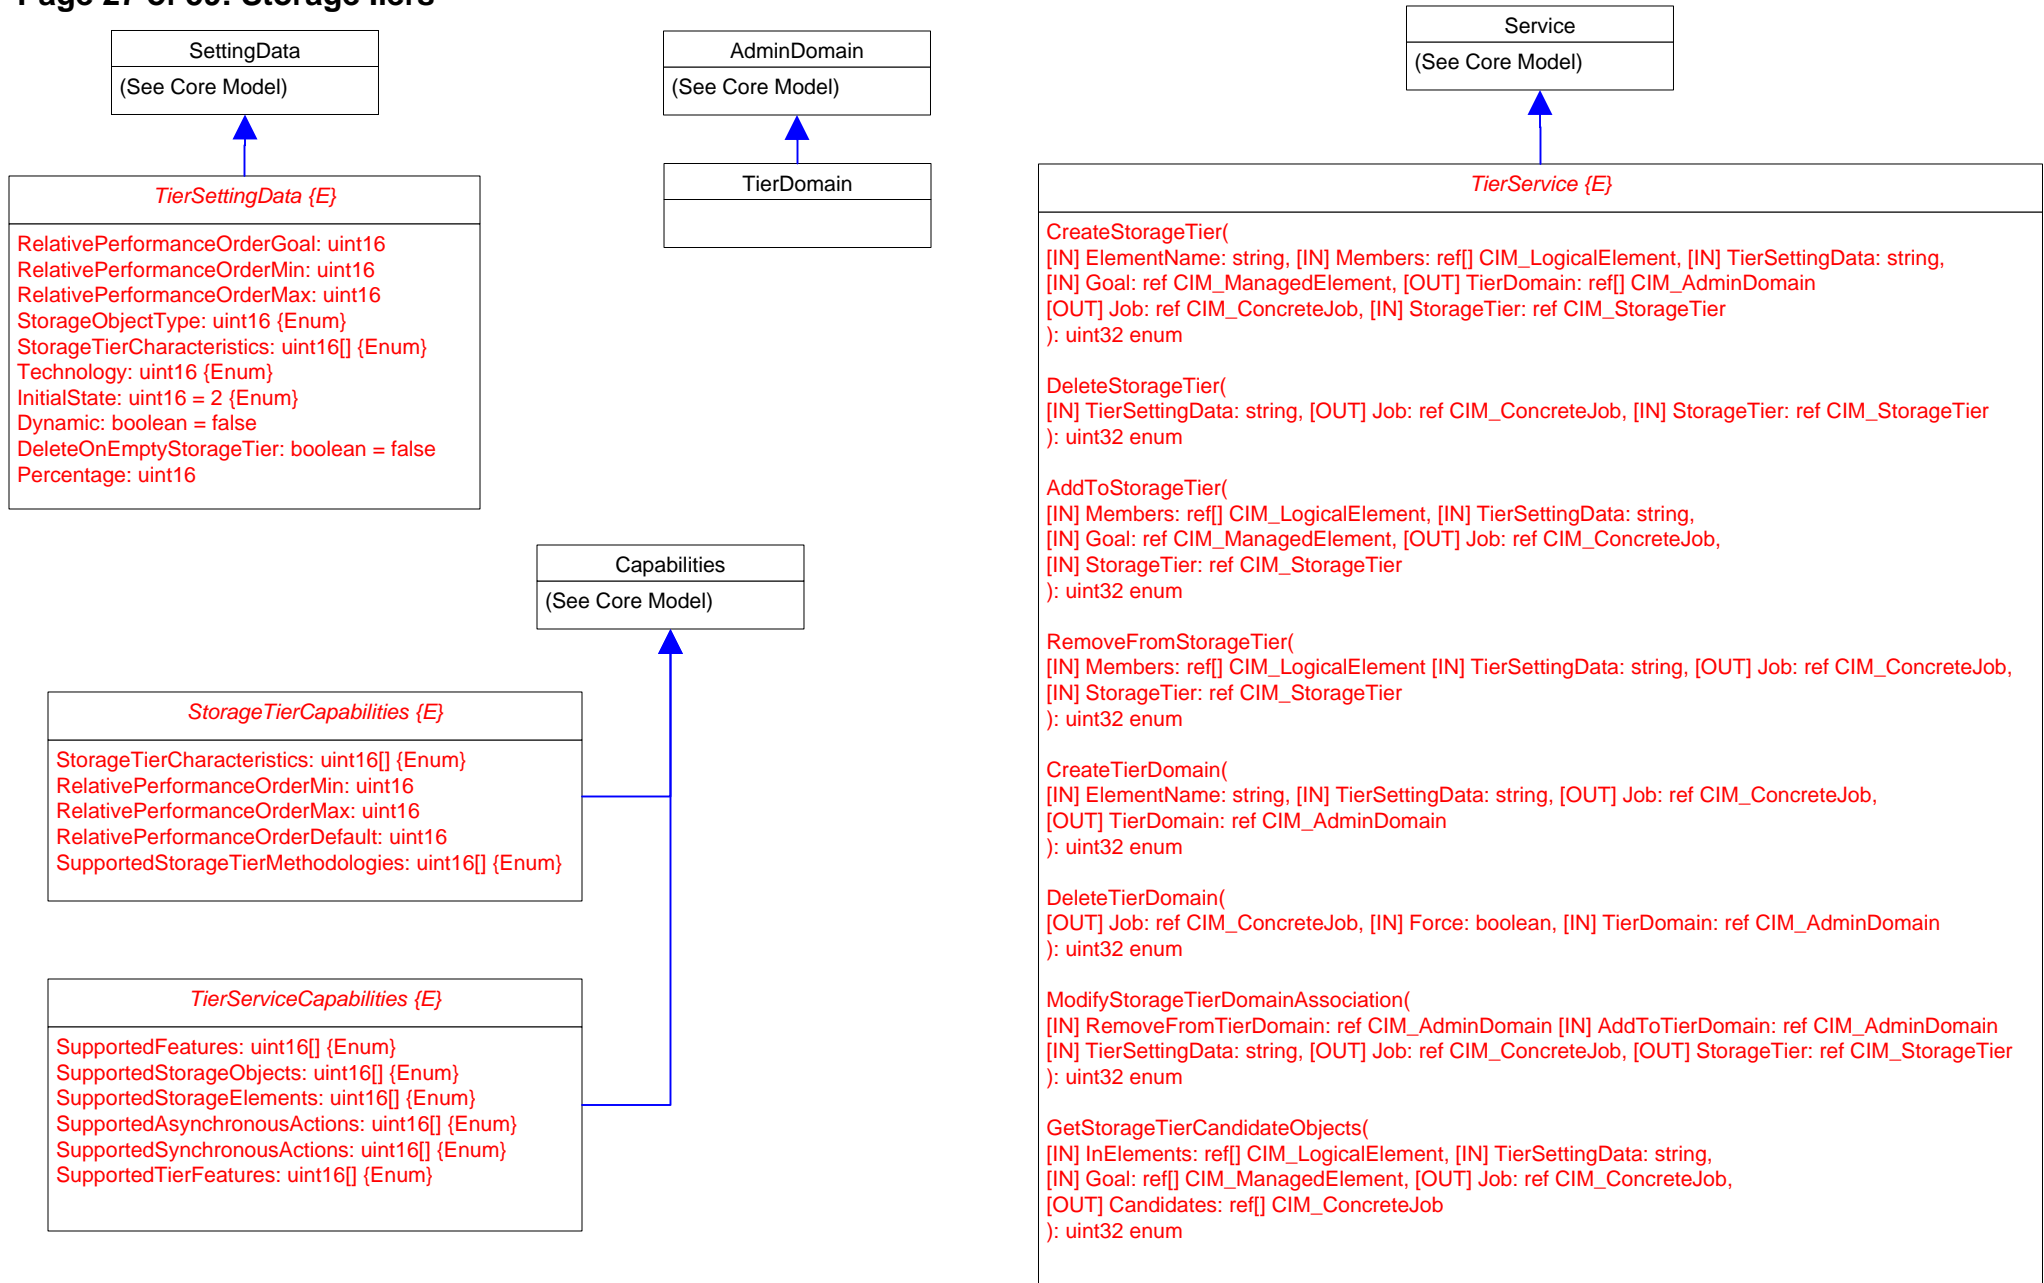 SettingData
(See Core Model)
AdminDomain
(See Core Model)
Service
(See Core Model)
TierSettingData {E}
RelativePerformanceOrderGoal: uint16
RelativePerformanceOrderMin: uint16
RelativePerformanceOrderMax: uint16
StorageObjectType: uint16 {Enum}
StorageTierCharacteristics: uint16[] {Enum}
Technology: uint16 {Enum}
InitialState: uint16 = 2 {Enum}
Dynamic: boolean = false
DeleteOnEmptyStorageTier: boolean = false
Percentage: uint16
TierDomain
Capabilities
(See Core Model)
StorageTierCapabilities {E}
StorageTierCharacteristics: uint16[] {Enum}
RelativePerformanceOrderMin: uint16
RelativePerformanceOrderMax: uint16
RelativePerformanceOrderDefault: uint16
SupportedStorageTierMethodologies: uint16[] {Enum}
TierServiceCapabilities {E}
SupportedFeatures: uint16[] {Enum}
SupportedStorageObjects: uint16[] {Enum}
SupportedStorageElements: uint16[] {Enum}
SupportedAsynchronousActions: uint16[] {Enum}
SupportedSynchronousActions: uint16[] {Enum}
SupportedTierFeatures: uint16[] {Enum}
TierService {E}
CreateStorageTier(
[IN] ElementName: string, [IN] Members: ref[] CIM_LogicalElement, [IN] TierSettingData: string,
[IN] Goal: ref CIM_ManagedElement, [OUT] TierDomain: ref[] CIM_AdminDomain
[OUT] Job: ref CIM_ConcreteJob, [IN] StorageTier: ref CIM_StorageTier
): uint32 enum
DeleteStorageTier(
[IN] TierSettingData: string, [OUT] Job: ref CIM_ConcreteJob, [IN] StorageTier: ref CIM_StorageTier
): uint32 enum
AddToStorageTier(
[IN] Members: ref[] CIM_LogicalElement, [IN] TierSettingData: string,
[IN] Goal: ref CIM_ManagedElement, [OUT] Job: ref CIM_ConcreteJob,
[IN] StorageTier: ref CIM_StorageTier
): uint32 enum
RemoveFromStorageTier(
[IN] Members: ref[] CIM_LogicalElement [IN] TierSettingData: string, [OUT] Job: ref CIM_ConcreteJob,
[IN] StorageTier: ref CIM_StorageTier
): uint32 enum
CreateTierDomain(
[IN] ElementName: string, [IN] TierSettingData: string, [OUT] Job: ref CIM_ConcreteJob,
[OUT] TierDomain: ref CIM_AdminDomain
): uint32 enum
DeleteTierDomain(
[OUT] Job: ref CIM_ConcreteJob, [IN] Force: boolean, [IN] TierDomain: ref CIM_AdminDomain
): uint32 enum
ModifyStorageTierDomainAssociation(
[IN] RemoveFromTierDomain: ref CIM_AdminDomain [IN] AddToTierDomain: ref CIM_AdminDomain
[IN] TierSettingData: string, [OUT] Job: ref CIM_ConcreteJob, [OUT] StorageTier: ref CIM_StorageTier
): uint32 enum
GetStorageTierCandidateObjects(
[IN] InElements: ref[] CIM_LogicalElement, [IN] TierSettingData: string,
[IN] Goal: ref[] CIM_ManagedElement, [OUT] Job: ref CIM_ConcreteJob,
[OUT] Candidates: ref[] CIM_ConcreteJob
): uint32 enum